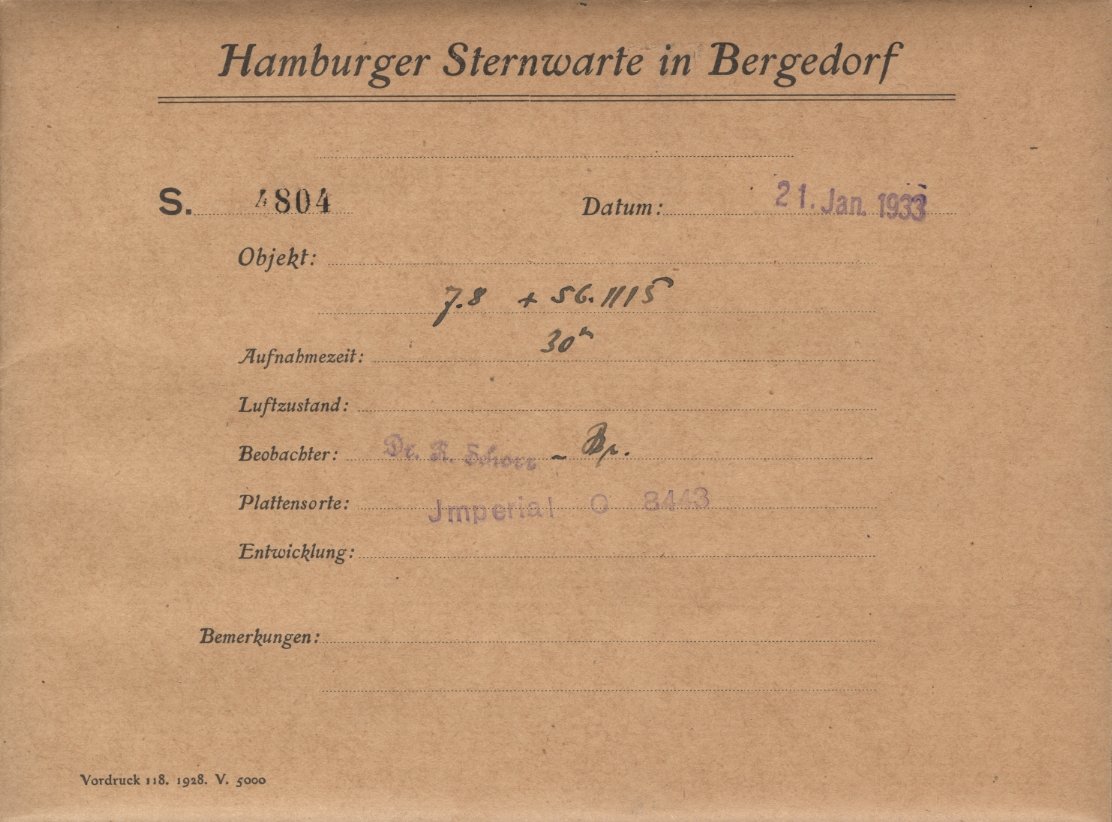 Hamburger Sternwarte in Bergedorf
S. 4804 Datum: 21. Jan. 1933
Objekt:
7.8 + 56.1115
Aufnahmezeit: 30m
Luftzustand:
Beobachter: Dr. R. Schorr –
Plattensorte: Jmperial O 8443
Entwicklung:
Bemerkungen:
Vordruck 118. 1928. V. 5000